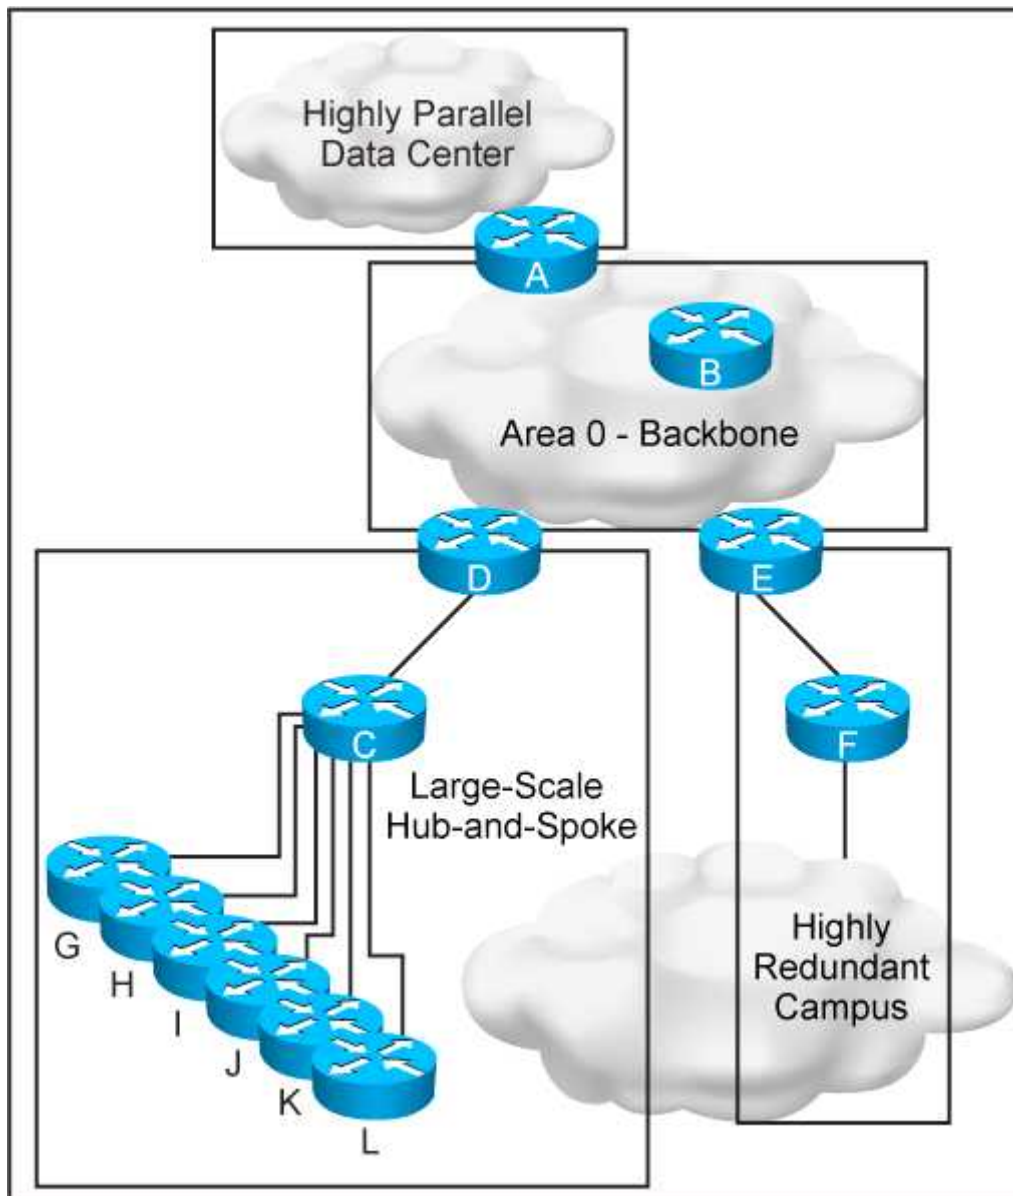 Highly Parallel
Data Center
A
B
Area 0 - Backbone
D
E
C
F
Large-Scale
Hub-and-Spoke
G
H
I
J
K
L
Highly
Redundant
Campus